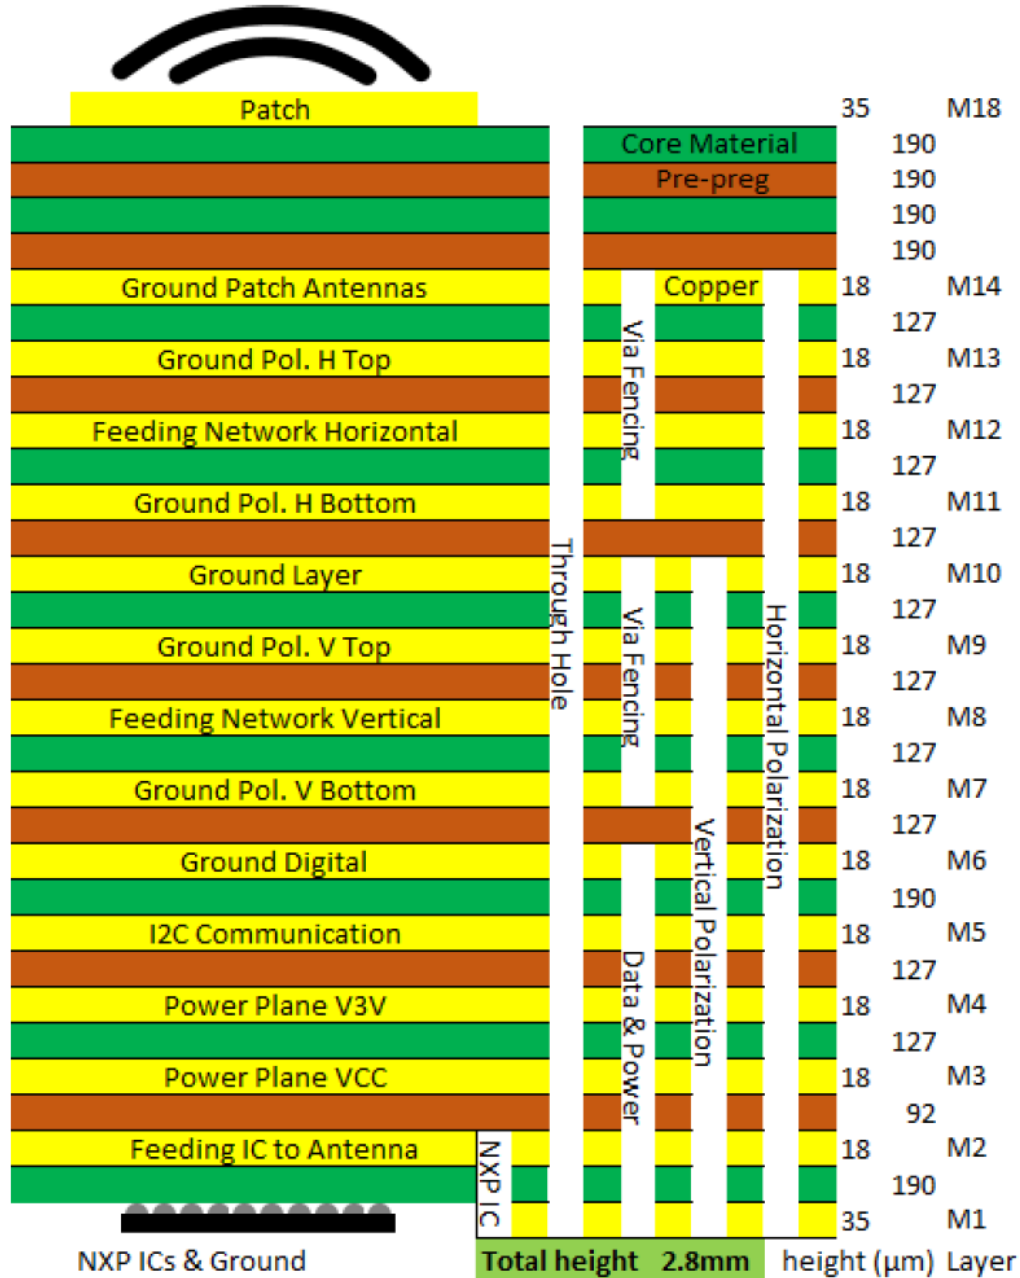 Patch 35 M18
Core Material 190
Pre-preg 190
190
190
Ground Patch Antennas Copper 18 M14
127
Ground Pol. H Top 18 M13
127
Via Fencing
Feeding Network Horizontal 18 M12
127
Ground Pol. H Bottom 18 M11
127
Ground Layer 18 M10
127
Through Hole
Via Fencing
Horizontal Polarization
Ground Pol. V Top 18 M9
127
Feeding Network Vertical 18 M8
127
Ground Pol. V Bottom 18 M7
127
Vertical Polarization
Ground Digital 18 M6
190
I2C Communication 18 M5
127
Data & Power
Power Plane V3V 18 M4
127
Power Plane VCC 18 M3
92
Feeding IC to Antenna 18 M2
NXP IC
190
35 M1
NXP ICs & Ground Total height 2.8mm height (μm) Layer